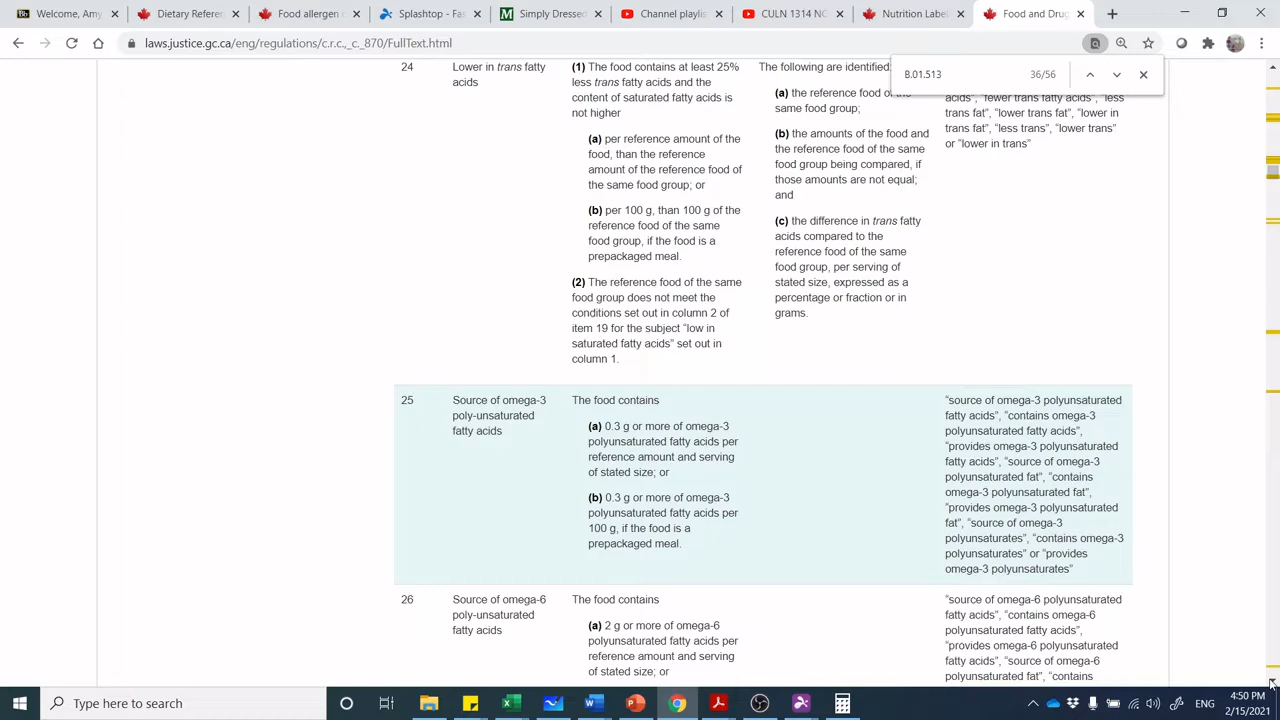 Welcome, Amy
Dietary Refer
Food allergen c
Splashtop - Fas
Simply Dressed
Channel playlis
CULN 1314 NC
Nutrition Label
Food and Drug
laws.justice.gc.ca/eng/regulations/c.r.c.,_c._870/FullText.html
B.01.513 36/56
24
Lower in trans fatty
acids
(1) The food contains at least 25%
less trans fatty acids and the
content of saturated fatty acids is
not higher
(a) per reference amount of the
food, than the reference
amount of the reference food of
the same food group; or
(b) per 100 g, than 100 g of the
reference food of the same
food group, if the food is a
prepackaged meal.
(2) The reference food of the same
food group does not meet the
conditions set out in column 2 of
item 19 for the subject “low in
saturated fatty acids” set out in
column 1.
The following are identified:
(a) the reference food of the
same food group;
(b) the amounts of the food and
the reference food of the same
food group being compared, if
those amounts are not equal;
and
(c) the difference in trans fatty
acids compared to the
reference food of the same
food group, per serving of
stated size, expressed as a
percentage or fraction or in
grams.
acids”, “fewer trans fatty acids”, “less
trans fat”, “lower trans fat”, “lower in
trans fat”, “less trans”, “lower trans”
or “lower in trans”
25
Source of omega-3
poly-unsaturated
fatty acids
The food contains
(a) 0.3 g or more of omega-3
polyunsaturated fatty acids per
reference amount and serving
of stated size; or
(b) 0.3 g or more of omega-3
polyunsaturated fatty acids per
100 g, if the food is a
prepackaged meal.
“source of omega-3 polyunsaturated
fatty acids”, “contains omega-3
polyunsaturated fatty acids”,
“provides omega-3 polyunsaturated
fatty acids”, “source of omega-3
polyunsaturated fat”, “contains
omega-3 polyunsaturated fat”,
“provides omega-3 polyunsaturated
fat”, “source of omega-3
polyunsaturates”, “contains omega-3
polyunsaturates” or “provides
omega-3 polyunsaturates”
26
Source of omega-6
poly-unsaturated
fatty acids
The food contains
(a) 2 g or more of omega-6
polyunsaturated fatty acids per
reference amount and serving
of stated size; or
“source of omega-6 polyunsaturated
fatty acids”, “contains omega-6
polyunsaturated fatty acids”,
“provides omega-6 polyunsaturated
fatty acids”, “source of omega-6
polyunsaturated fat”, “contains
Type here to search
ENG
4:50 PM
2/15/2021